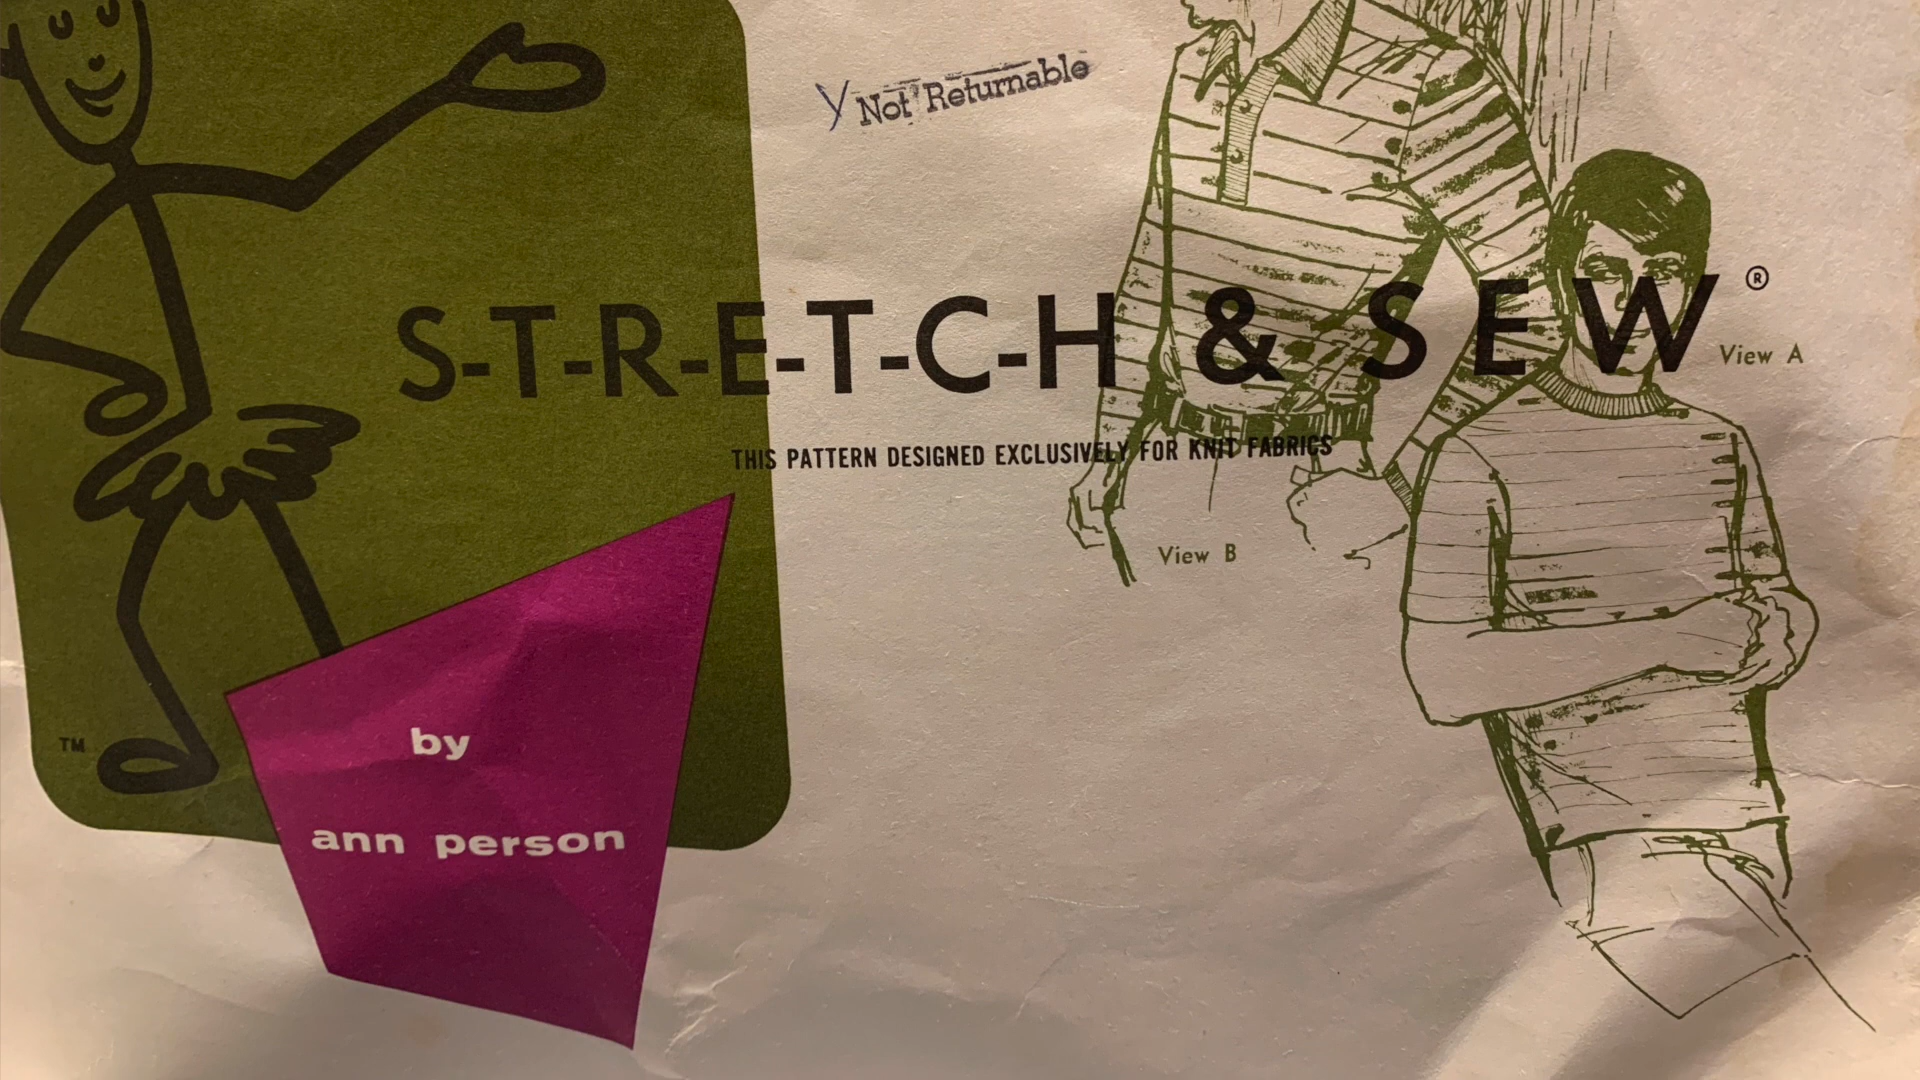 Y Not Returnable
S-T-R-E-T-C-H & SEW®
View A
THIS PATTERN DESIGNED EXCLUSIVELY FOR KNIT FABRICS
View B
by
TM
ann person